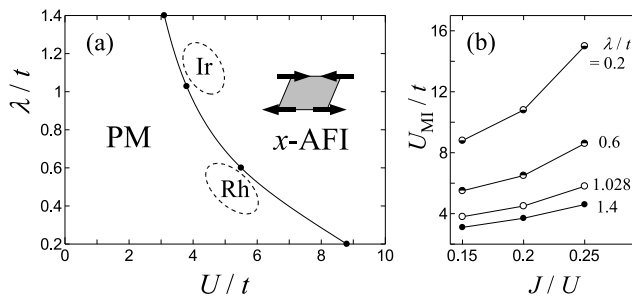 (a)
λ / t
1.4
1.2
1
0.8
0.6
0.4
0.2
Ir
PM
x-AFI
Rh
0 2 4 6 8 10
U / t
(b)
U_MI / t
16
12
8
4
λ / t
= 0.2
0.6
1.028
1.4
0.15 0.2 0.25
J / U